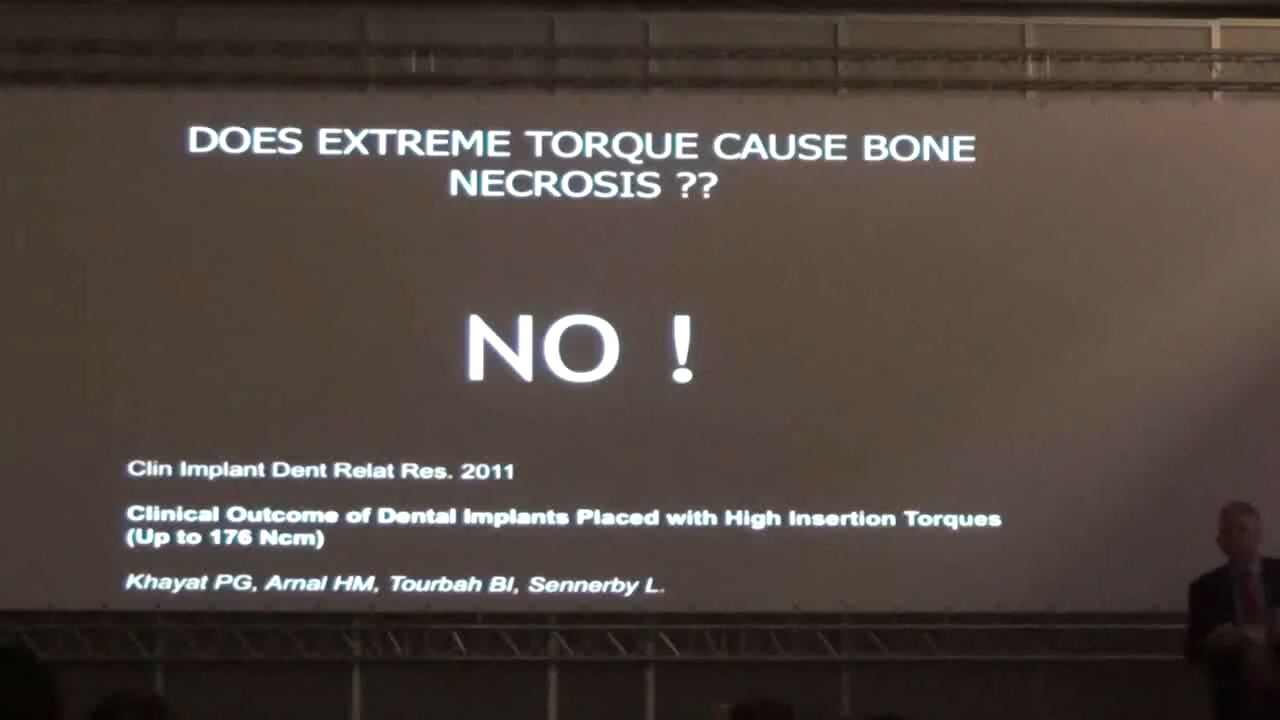 DOES EXTREME TORQUE CAUSE BONE
NECROSIS ??
NO !
Clin Implant Dent Relat Res. 2011
Clinical Outcome of Dental Implants Placed with High Insertion Torques
(Up to 176 Ncm)
Khayat PG, Arnal HM, Tourbah BI, Sennerby L.